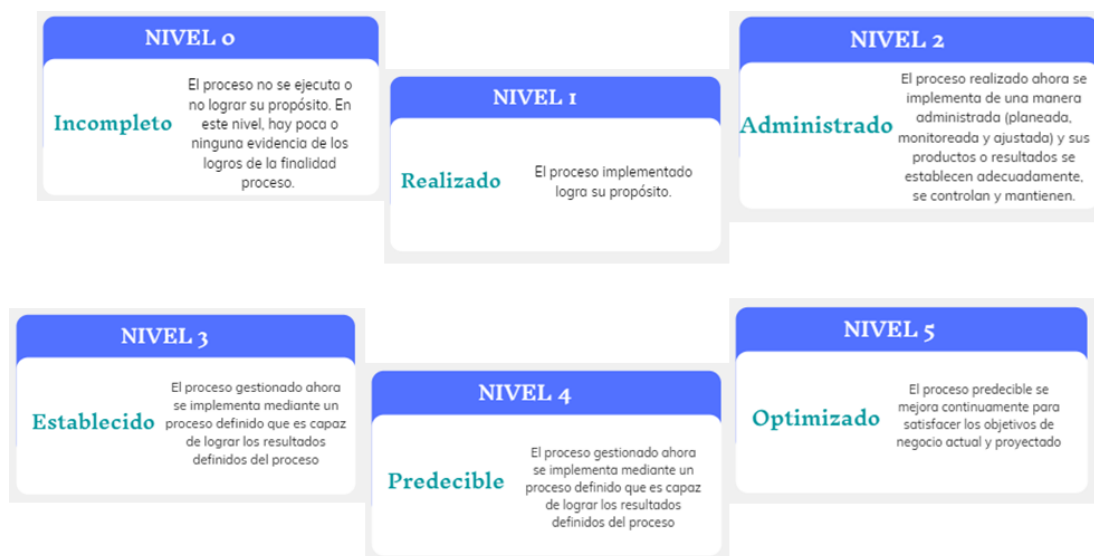 NIVEL 0
Incompleto
El proceso no se ejecuta o
no lograr su propósito. En
este nivel, hay poca o
ninguna evidencia de los
logros de la finalidad
proceso.
NIVEL 1
Realizado
El proceso implementado
logra su propósito.
NIVEL 2
Administrado
El proceso realizado ahora se
implementa de una manera
administrada (planeada,
monitoreada y ajustada) y sus
productos o resultados se
establecen adecuadamente,
se controlan y mantienen.
NIVEL 3
Establecido
El proceso gestionado ahora
se implementa mediante un
proceso definido que es capaz
de lograr los resultados
definidos del proceso
NIVEL 4
Predecible
El proceso gestionado ahora
se implementa mediante un
proceso definido que es capaz
de lograr los resultados
definidos del proceso
NIVEL 5
Optimizado
El proceso predecible se
mejora continuamente para
satisfacer los objetivos de
negocio actual y proyectado